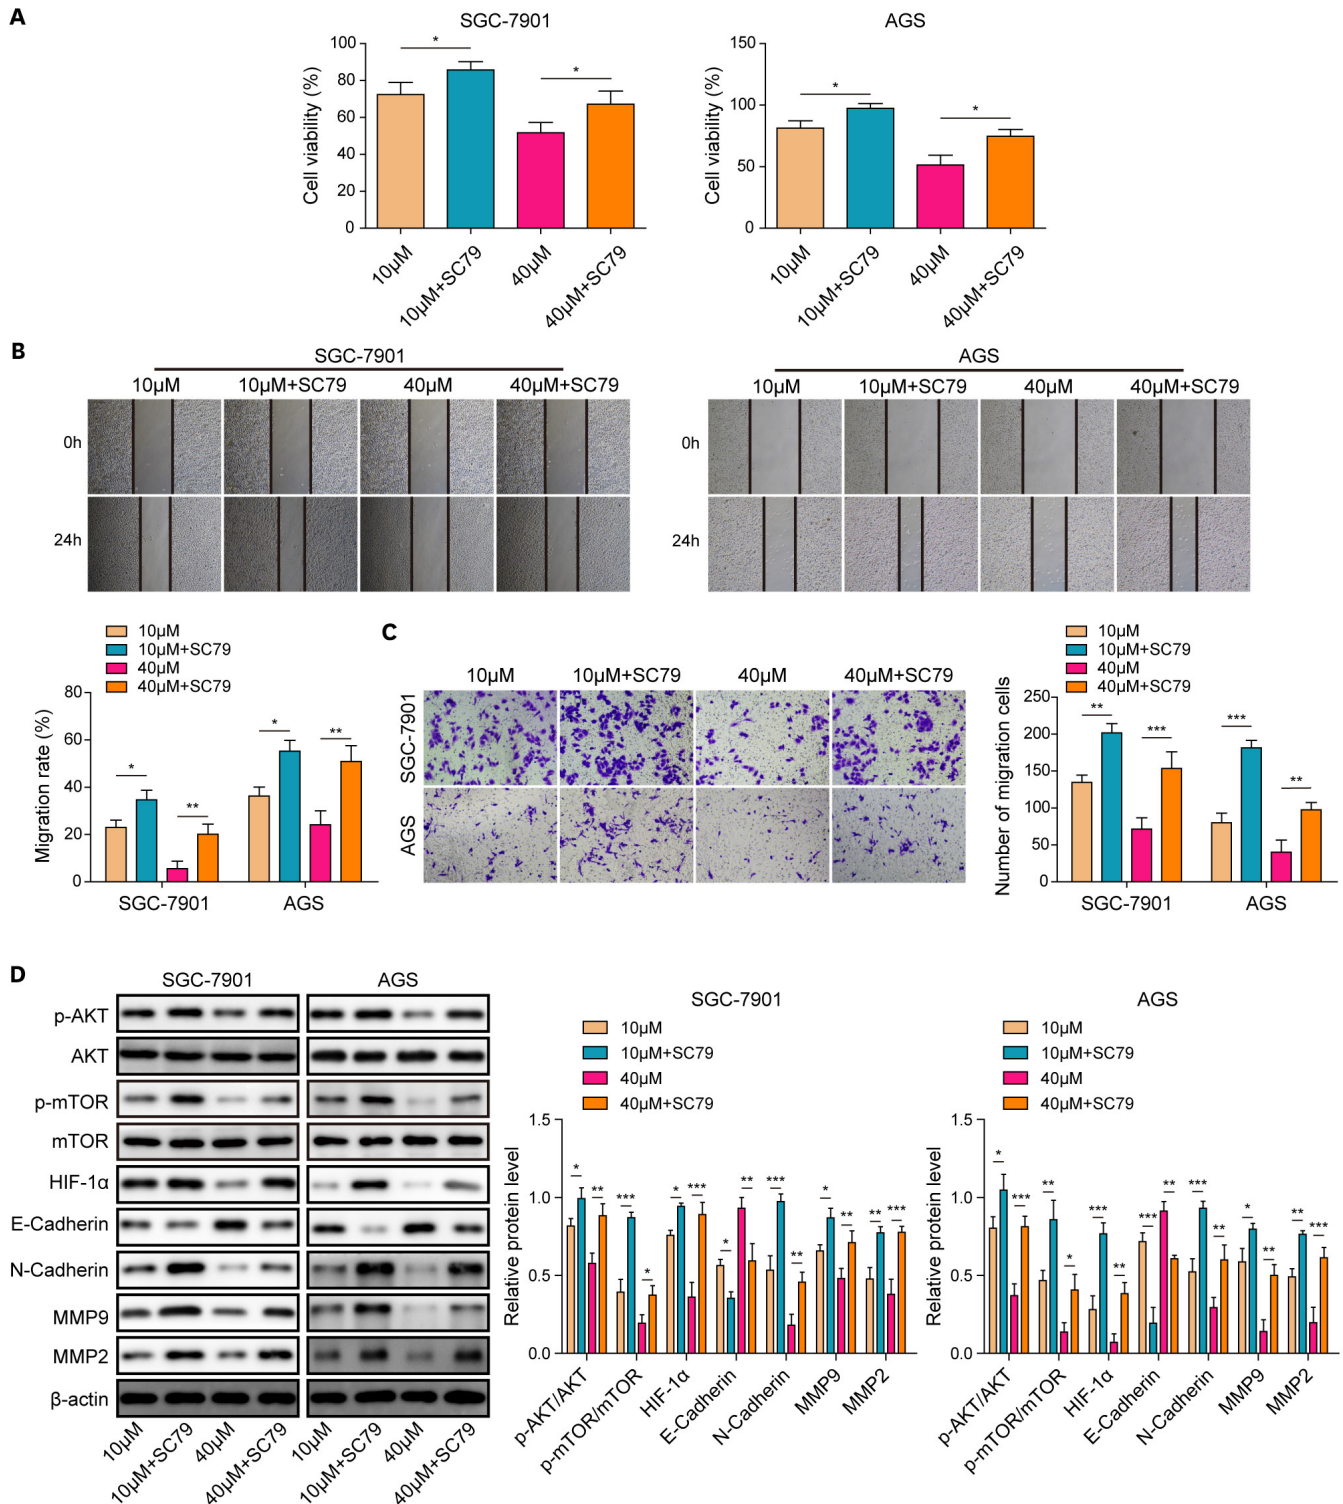 A
SGC-7901
AGS
Cell viability (%)
100
80
60
40
20
0
*
*
10μM
10μM+SC79
40μM
40μM+SC79
Cell viability (%)
150
100
50
0
*
*
10μM
10μM+SC79
40μM
40μM+SC79
B
SGC-7901
10μM 10μM+SC79 40μM 40μM+SC79
0h
24h
AGS
10μM 10μM+SC79 40μM 40μM+SC79
0h
24h
10μM
10μM+SC79
40μM
40μM+SC79
Migration rate (%)
80
60
40
20
0
*
**
*
**
SGC-7901 AGS
C
10μM 10μM+SC79 40μM 40μM+SC79
SGC-7901
AGS
10μM
10μM+SC79
40μM
40μM+SC79
Number of migration cells
250
200
150
100
50
0
**
***
***
**
SGC-7901 AGS
D
SGC-7901 AGS
p-AKT
AKT
p-mTOR
mTOR
HIF-1α
E-Cadherin
N-Cadherin
MMP9
MMP2
β-actin
10μM
10μM+SC79
40μM
40μM+SC79
10μM
10μM+SC79
40μM
40μM+SC79
SGC-7901
10μM
10μM+SC79
40μM
40μM+SC79
Relative protein level
1.5
1.0
0.5
0.0
* ** *** * * *** * ** *** ** * ** ** ***
p-AKT/AKT
p-mTOR/mTOR
HIF-1α
E-Cadherin
N-Cadherin
MMP9
MMP2
AGS
10μM
10μM+SC79
40μM
40μM+SC79
Relative protein level
1.5
1.0
0.5
0.0
* *** ** * *** ** *** ** *** ** * ** ** ***
p-AKT/AKT
p-mTOR/mTOR
HIF-1α
E-Cadherin
N-Cadherin
MMP9
MMP2